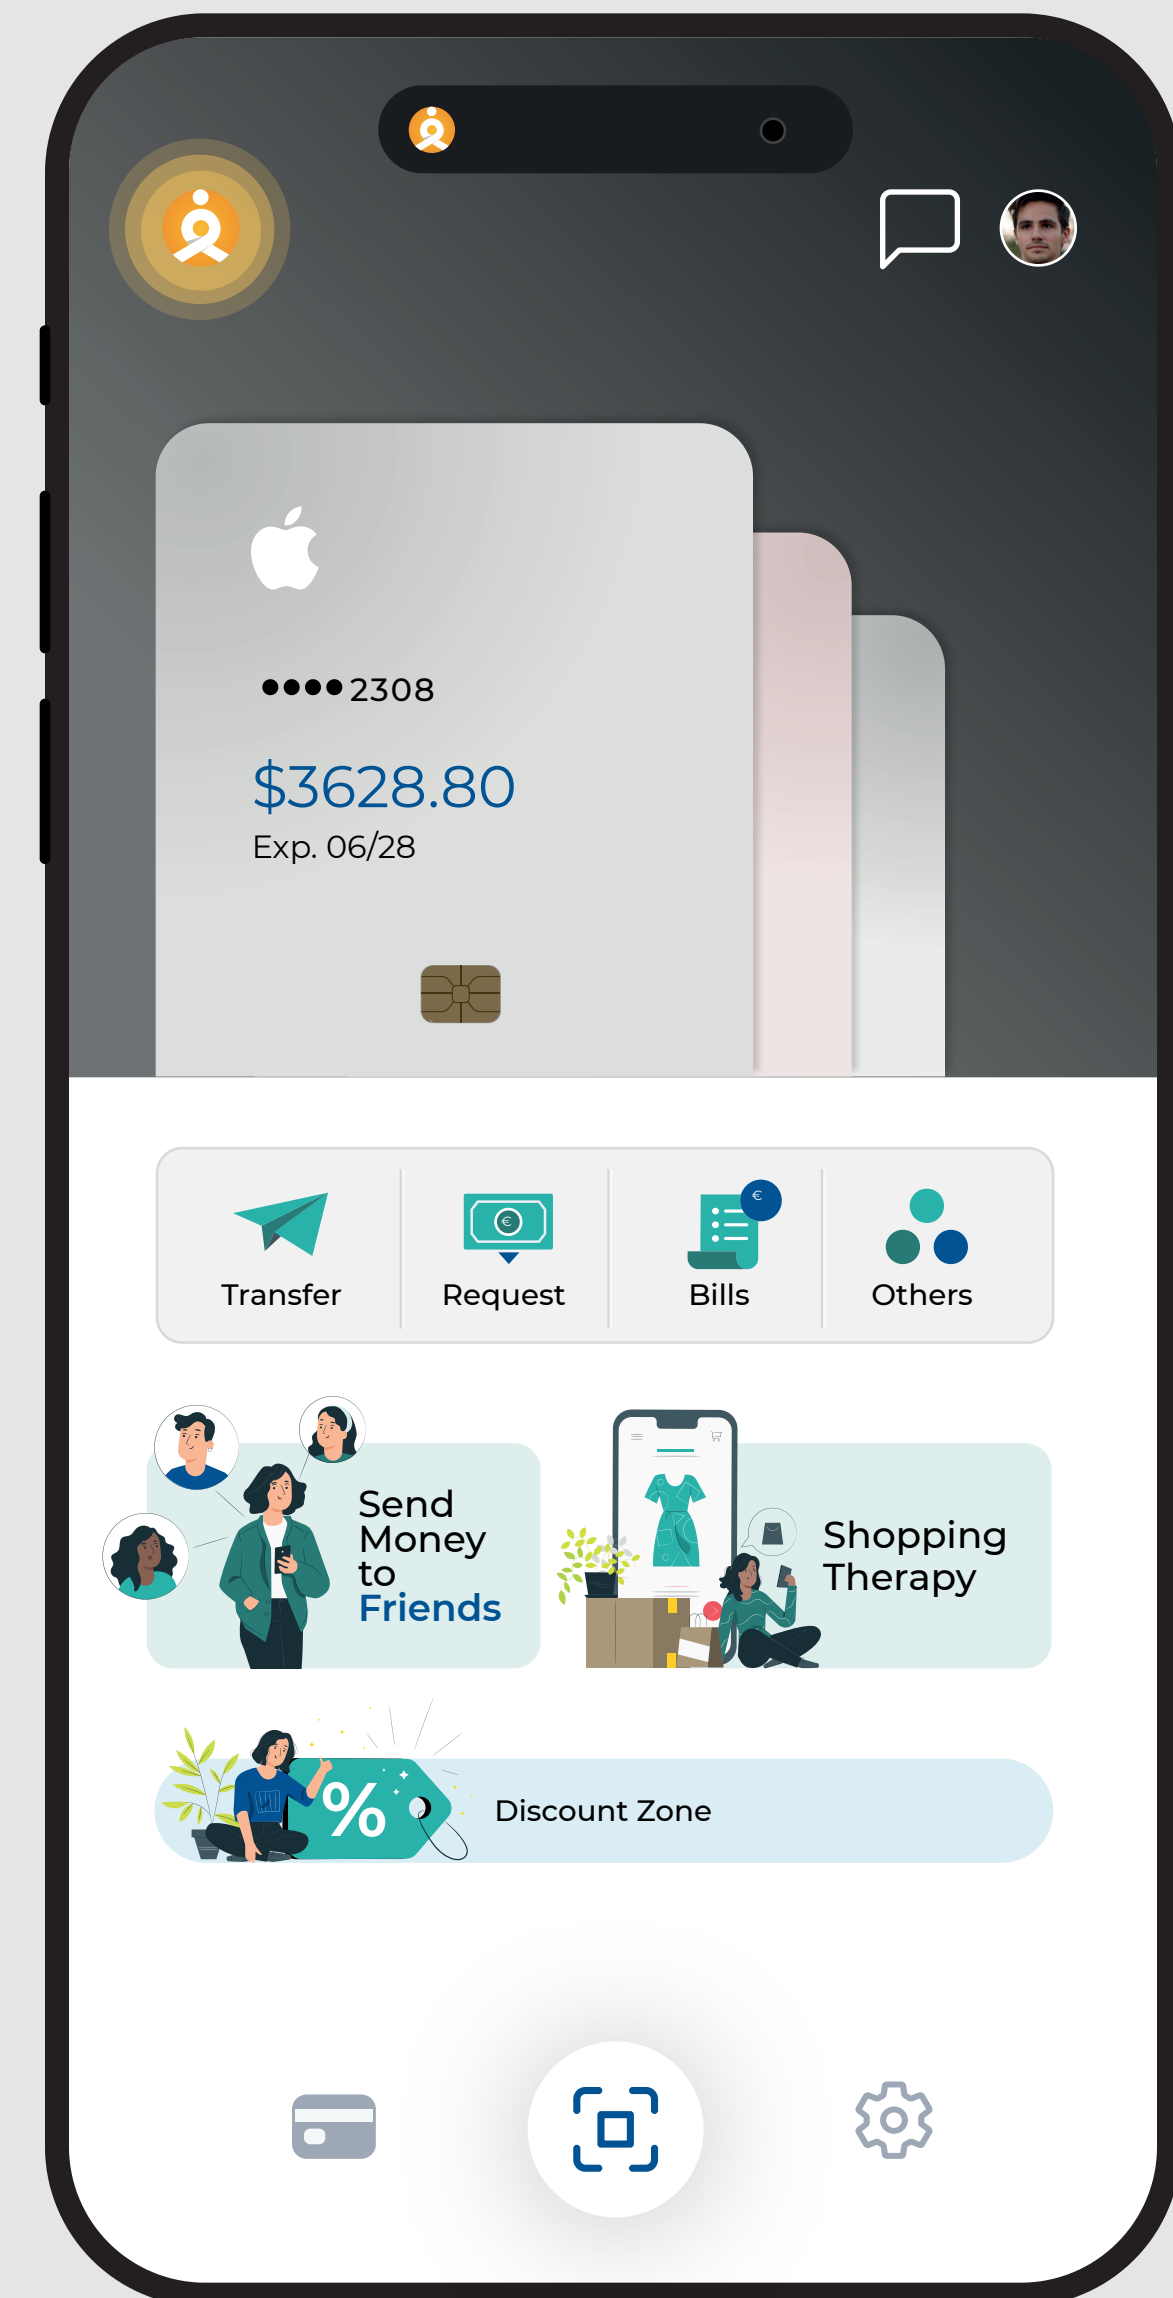 ••••2308
$3628.80
Exp. 06/28
€
€
Transfer
Request
Bills
Others
Send
Money
to
Friends
Shopping
Therapy
%
Discount Zone